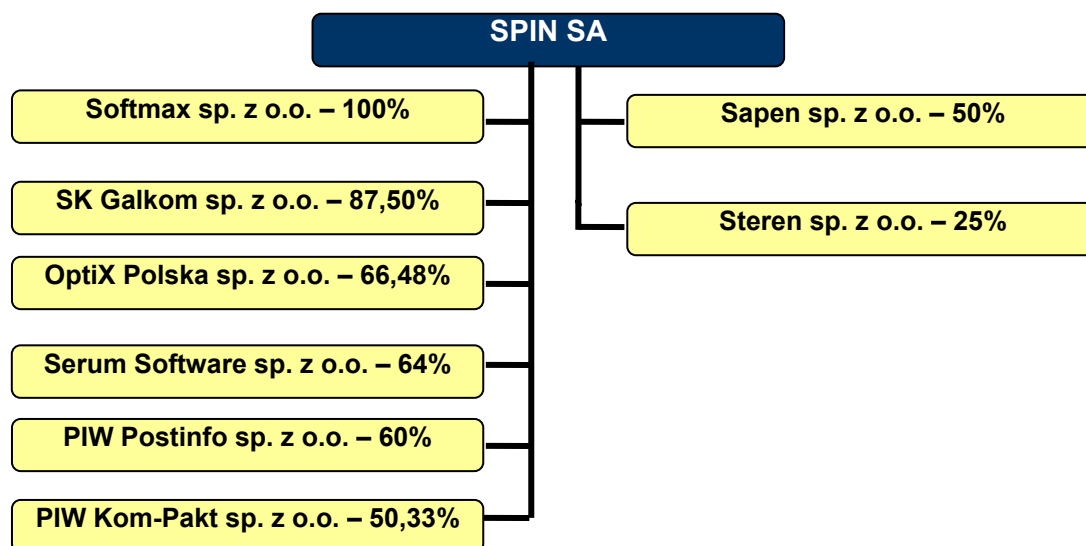 SPIN SA
Softmax sp. z o.o. – 100%
SK Galkom sp. z o.o. – 87,50%
OptiX Polska sp. z o.o. – 66,48%
Serum Software sp. z o.o. – 64%
PIW Postinfo sp. z o.o. – 60%
PIW Kom-Pakt sp. z o.o. – 50,33%
Sapen sp. z o.o. – 50%
Steren sp. z o.o. – 25%